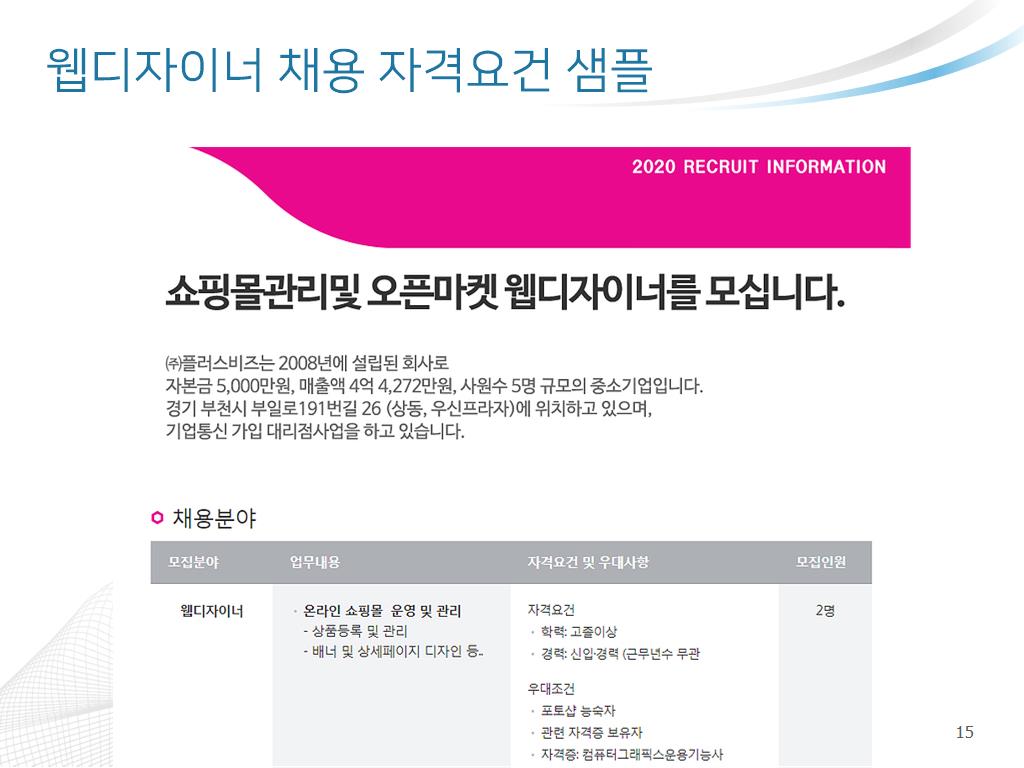 웹디자이너 채용 자격요건 샘플
2020 RECRUIT INFORMATION
쇼핑몰관리및 오픈마켓 웹디자이너를 모십니다.
㈜플러스비즈는 2008년에 설립된 회사로
자본금 5,000만원, 매출액 4억 4,272만원, 사원수 5명 규모의 중소기업입니다.
경기 부천시 부일로191번길 26 (상동, 우신프라자)에 위치하고 있으며,
기업통신 가입 대리점사업을 하고 있습니다.
채용분야
모집분야 업무내용 자격요건 및 우대사항 모집인원
웹디자이너
· 온라인 쇼핑몰 운영 및 관리
- 상품등록 및 관리
- 배너 및 상세페이지 디자인 등..
자격요건
· 학력: 고졸이상
· 경력: 신입·경력 (근무년수 무관
우대조건
· 포토샵 능숙자
· 관련 자격증 보유자
· 자격증: 컴퓨터그래픽스운용기능사
2명
15